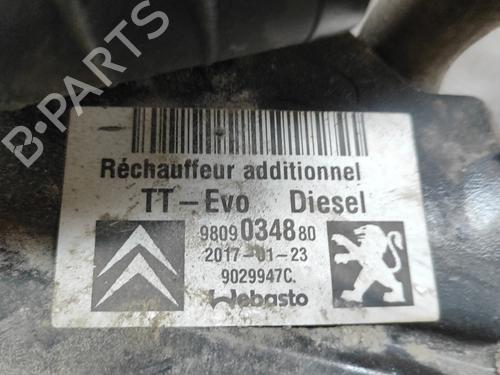 B-PARTS
Réchauffeur additionnel
TT-Evo Diesel
9809034880
2017-01-23
9029947C.
Webasto